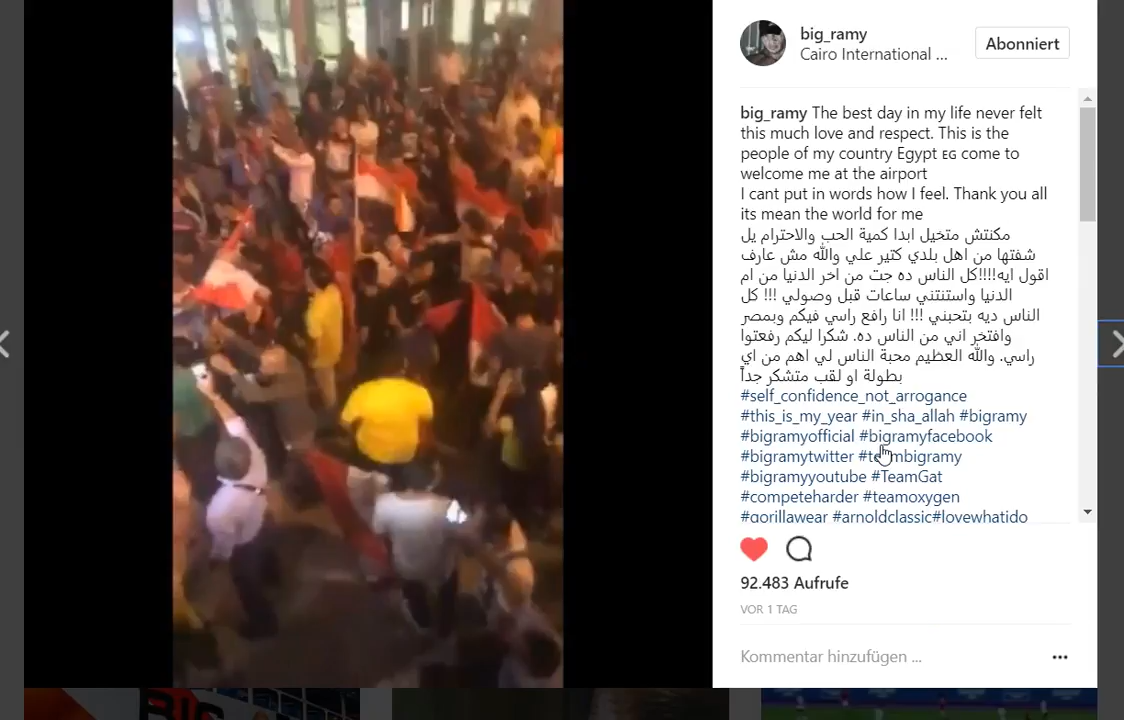 big_ramy
Cairo International ...
Abonniert
big_ramy The best day in my life never felt
this much love and respect. This is the
people of my country Egypt EG come to
welcome me at the airport
I cant put in words how I feel. Thank you all
its mean the world for me
مكنتش متخيل ابدا كمية الحب والاحترام يل
شفتها من اهل بلدي كتير علي والله مش عارف
اقول ايه!!!!كل الناس ده جت من اخر الدنيا من ام
الدنيا واستنتني ساعات قبل وصولي !!! كل
الناس ديه بتحبني !!! انا رافع راسي فيكم وبمصر
وافتخر اني من الناس ده. شكرا ليكم رفعتوا
راسي. والله العظيم محبة الناس لي اهم من اي
بطولة او لقب متشكر جداً
#self_confidence_not_arrogance
#this_is_my_year #in_sha_allah #bigramy
#bigramyofficial #bigramyfacebook
#bigramytwitter #teambigramy
#bigramyyoutube #TeamGat
#competeharder #teamoxygen
#gorillawear #arnoldclassic#lovewhatido
92.483 Aufrufe
VOR 1 TAG
Kommentar hinzufügen ...
BIG